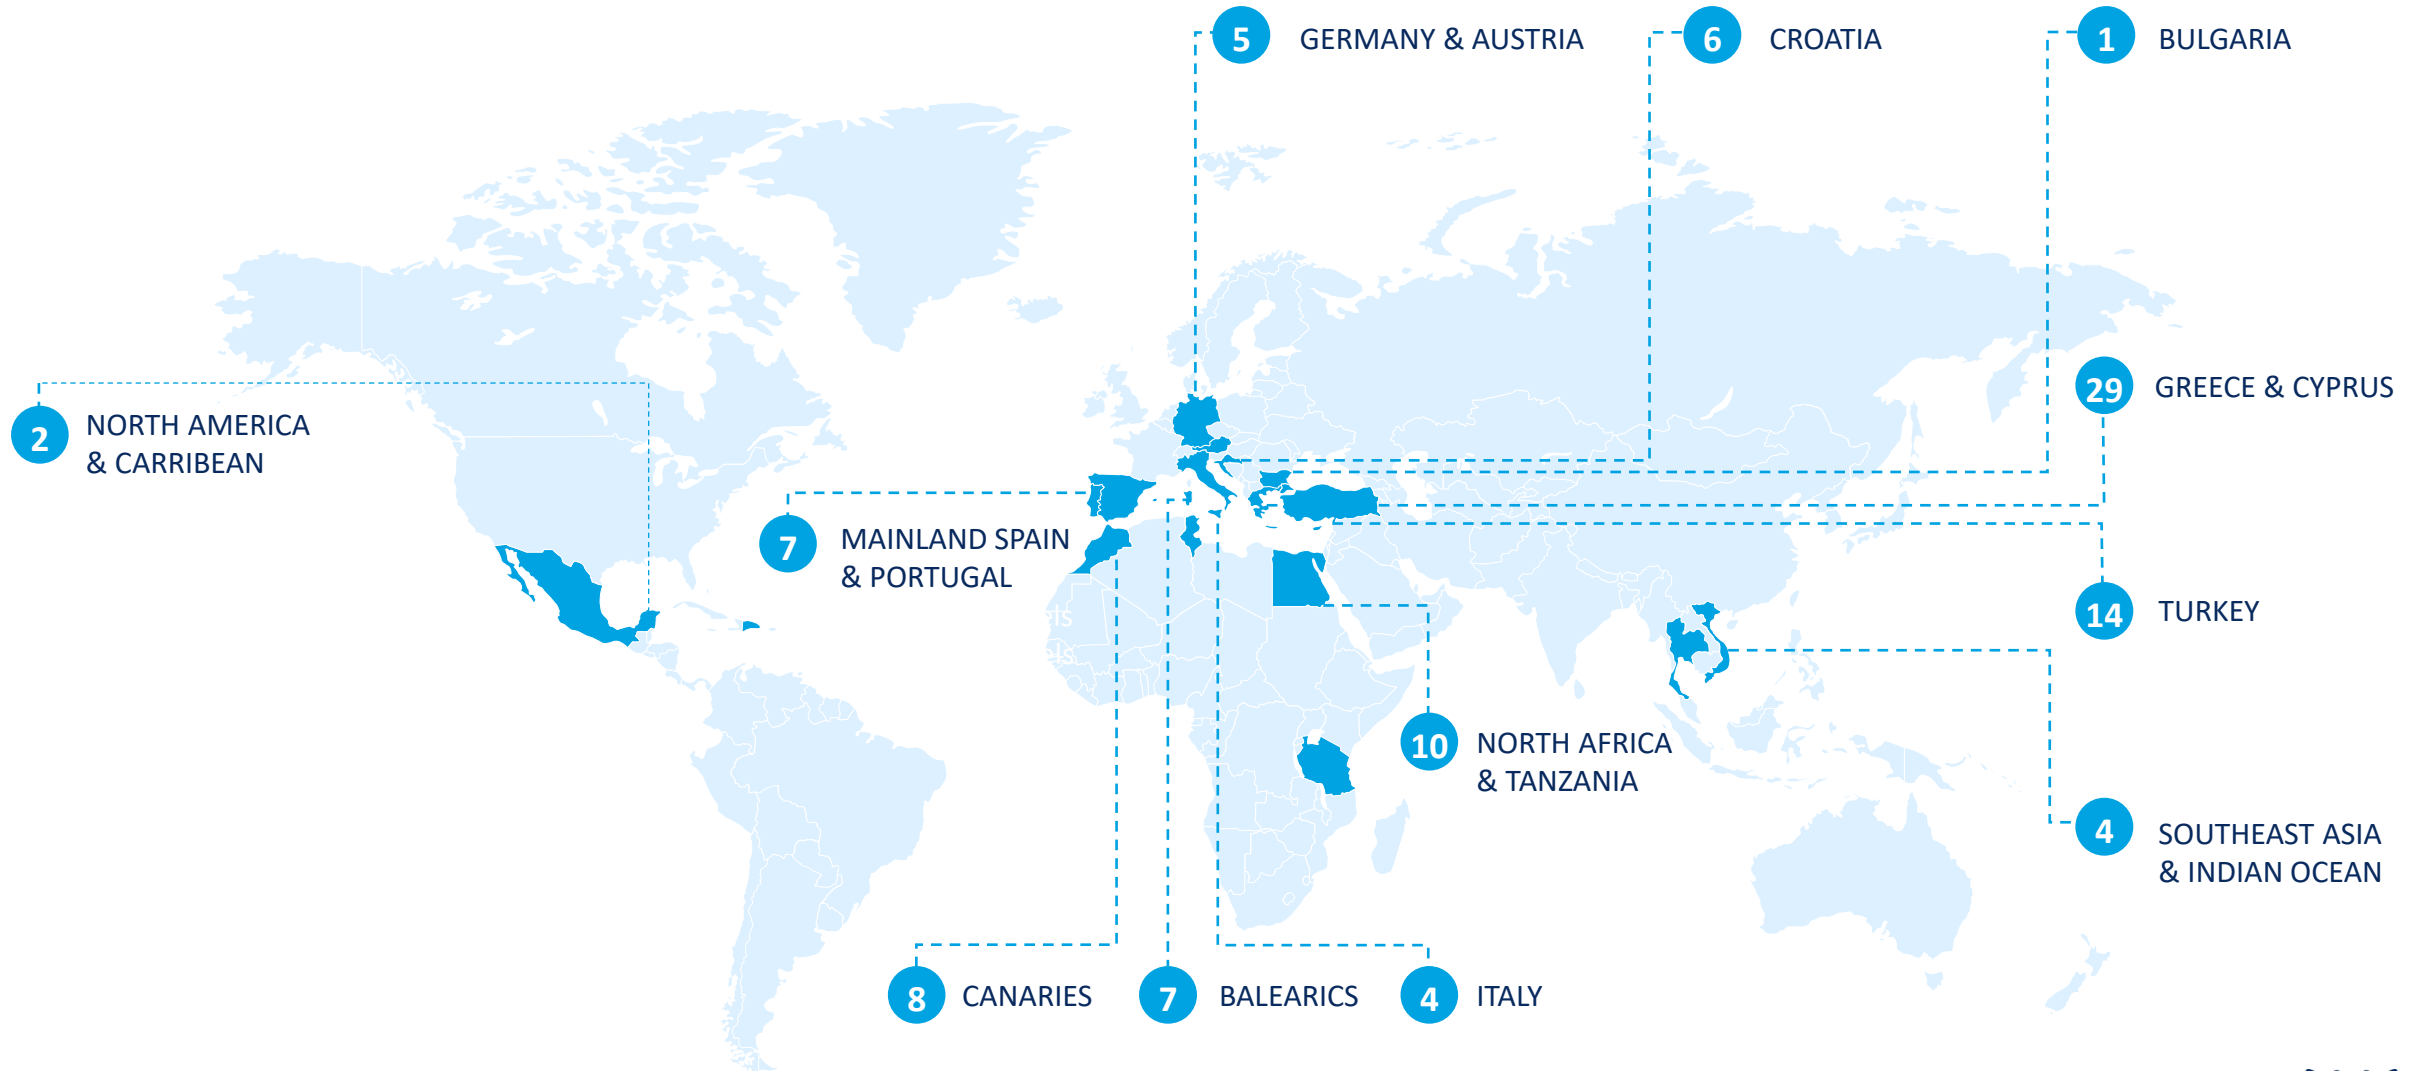 5 GERMANY & AUSTRIA
6 CROATIA
1 BULGARIA
29 GREECE & CYPRUS
2 NORTH AMERICA
& CARRIBEAN
7 MAINLAND SPAIN
& PORTUGAL
14 TURKEY
10 NORTH AFRICA
& TANZANIA
4 SOUTHEAST ASIA
& INDIAN OCEAN
8 CANARIES
7 BALEARICS
4 ITALY